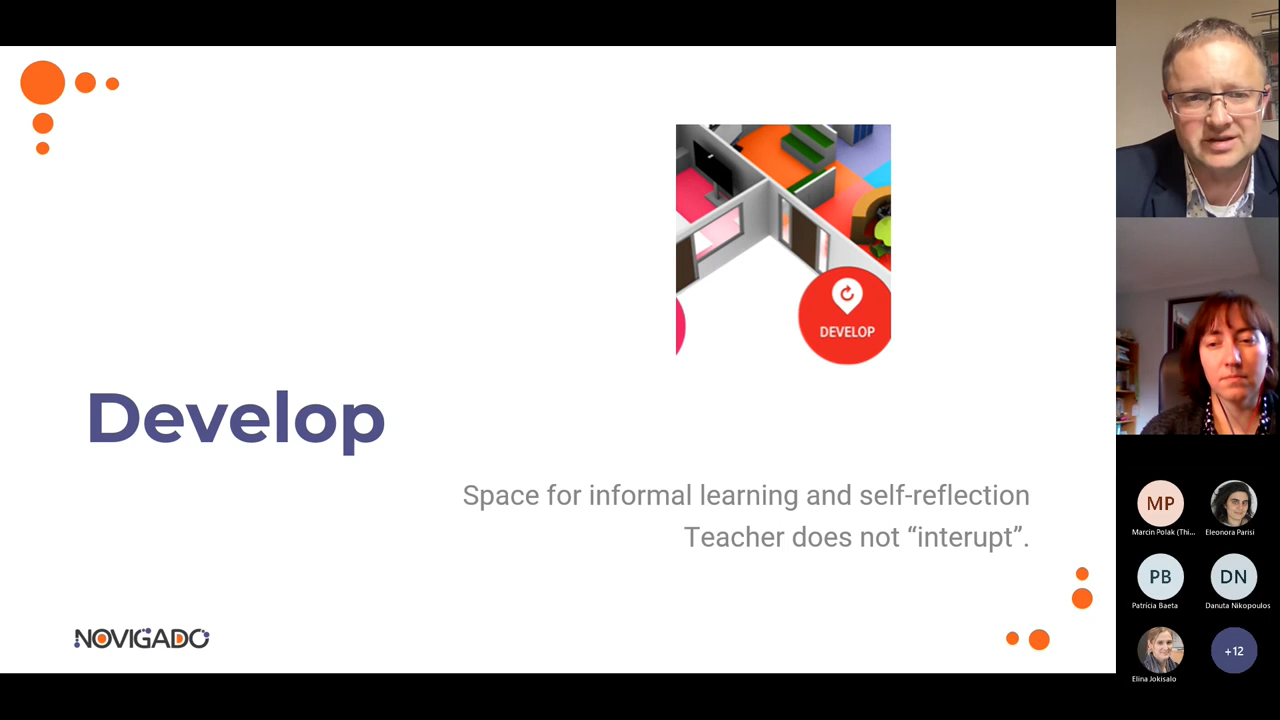 DEVELOP
Develop
Space for informal learning and self-reflection
Teacher does not “interupt”.
NOVIGADO
MP
Marcin Polak (Thi...
Eleonora Parisi
PB
Patrícia Baeta
DN
Danuta Nikopoulos
Elina Jokisalo
+12